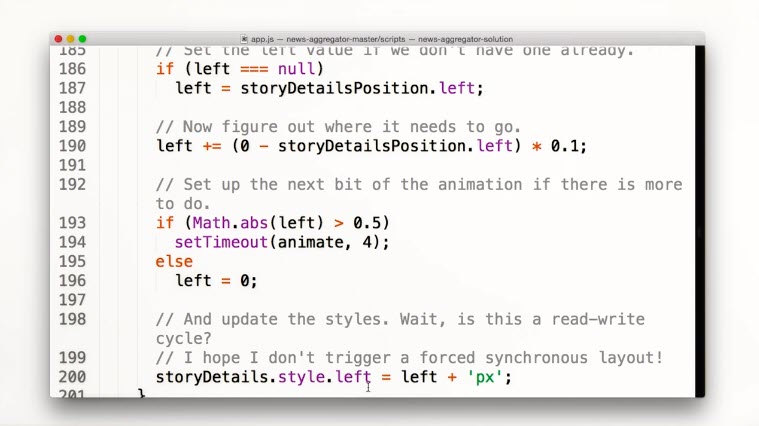 app.js — news-aggregator-master/scripts — news-aggregator-solution
185 // Set the left value if we don't have one already.
186 if (left === null)
187 left = storyDetailsPosition.left;
188
189 // Now figure out where it needs to go.
190 left += (0 - storyDetailsPosition.left) * 0.1;
191
192 // Set up the next bit of the animation if there is more
to do.
193 if (Math.abs(left) > 0.5)
194 setTimeout(animate, 4);
195 else
196 left = 0;
197
198 // And update the styles. Wait, is this a read-write
cycle?
199 // I hope I don't trigger a forced synchronous layout!
200 storyDetails.style.left = left + 'px';
201 }